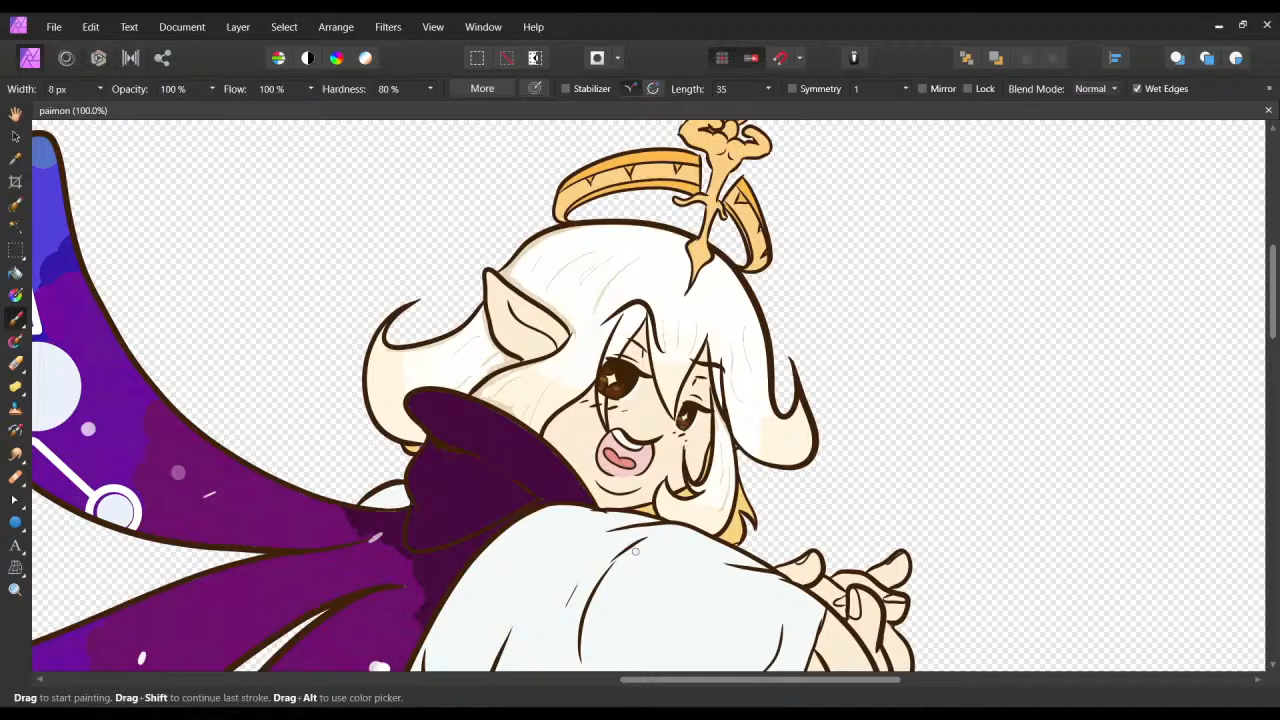 File Edit Text Document Layer Select Arrange Filters View Window Help
Width: 8 px Opacity: 100 % Flow: 100 % Hardness: 80 % More Stabilizer Length: 35 Symmetry 1 Mirror Lock Blend Mode: Normal Wet Edges »
paimon (100.0%)
Drag to start painting. Drag+Shift to continue last stroke. Drag+Alt to use color picker.